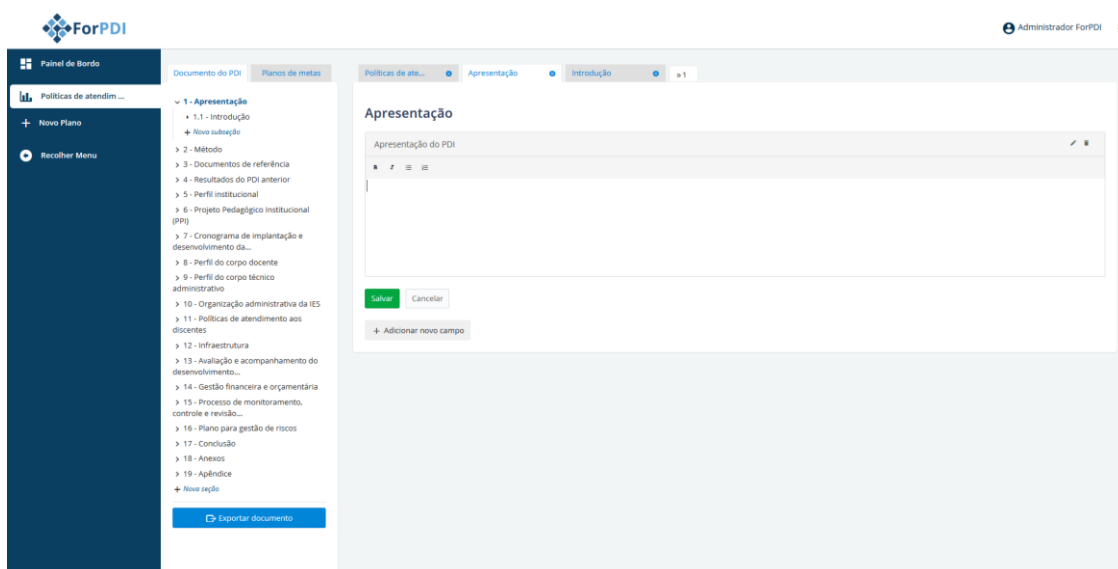 ForPDI
Administrador ForPDI
Painel de Bordo
Políticas de atendim ...
Novo Plano
Recolher Menu
Documento do PDI
Planos de metas
1 - Apresentação
1.1 - Introdução
+ Nova subseção
2 - Método
3 - Documentos de referência
4 - Resultados do PDI anterior
5 - Perfil institucional
6 - Projeto Pedagógico Institucional
(PPI)
7 - Cronograma de implantação e
desenvolvimento da...
8 - Perfil do corpo docente
9 - Perfil do corpo técnico
administrativo
10 - Organização administrativa da IES
11 - Políticas de atendimento aos
discentes
12 - Infraestrutura
13 - Avaliação e acompanhamento do
desenvolvimento...
14 - Gestão financeira e orçamentária
15 - Processo de monitoramento,
controle e revisão...
16 - Plano para gestão de riscos
17 - Conclusão
18 - Anexos
19 - Apêndice
+ Nova seção
Exportar documento
Políticas de ate...
Apresentação
Introdução
»1
Apresentação
Apresentação do PDI
B I
Salvar
Cancelar
+ Adicionar novo campo